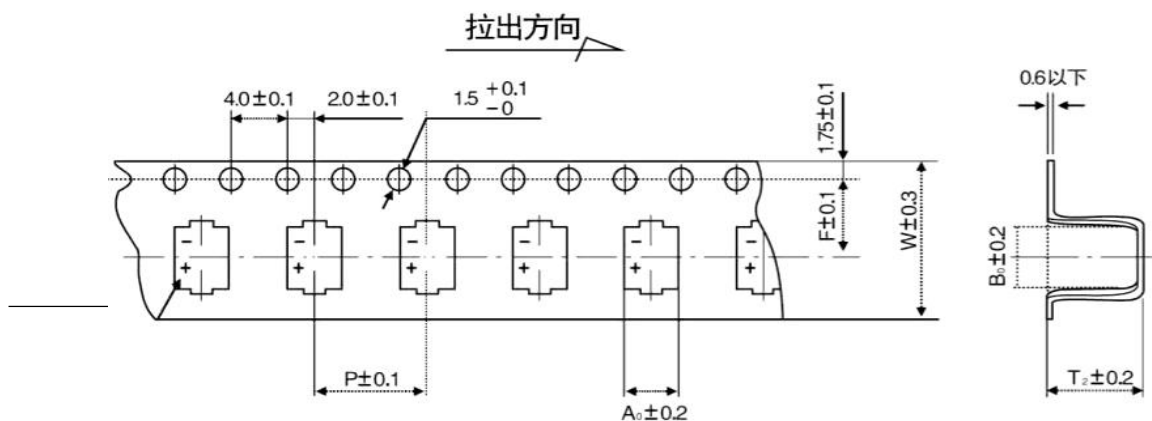 拉出方向
4.0±0.1
2.0±0.1
1.5 +0.1
−0
1.75±0.1
0.6以下
F±0.1
W±0.3
B₀±0.2
- - - - - -
+ + + + + +
P±0.1
A₀±0.2
T₂±0.2